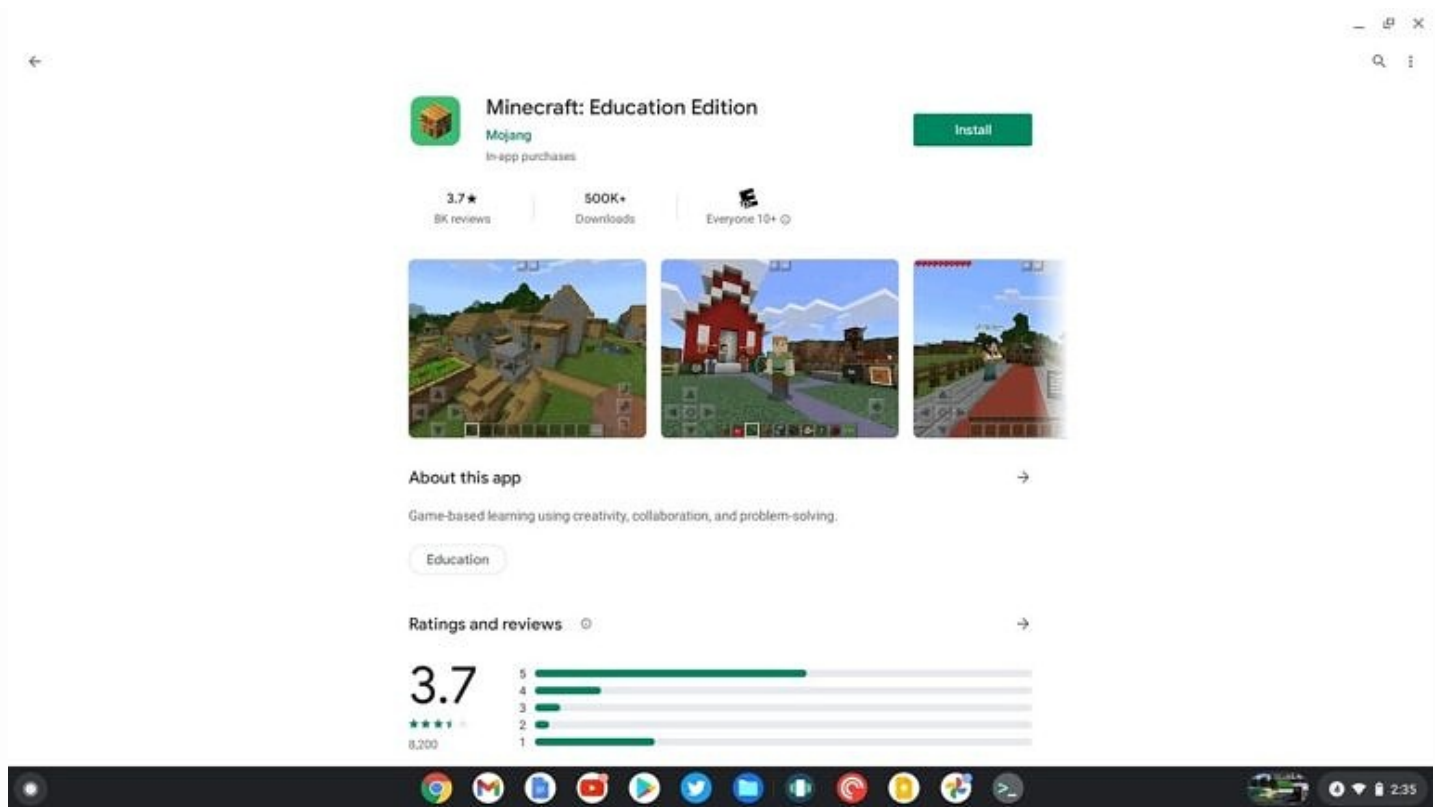 Minecraft: Education Edition
Mojang
In-app purchases
Install
3.7★
8K reviews
500K+
Downloads
E
Everyone 10+
About this app
Game-based learning using creativity, collaboration, and problem-solving.
Education
Ratings and reviews
3.7
8,200
5
4
3
2
1
2:35